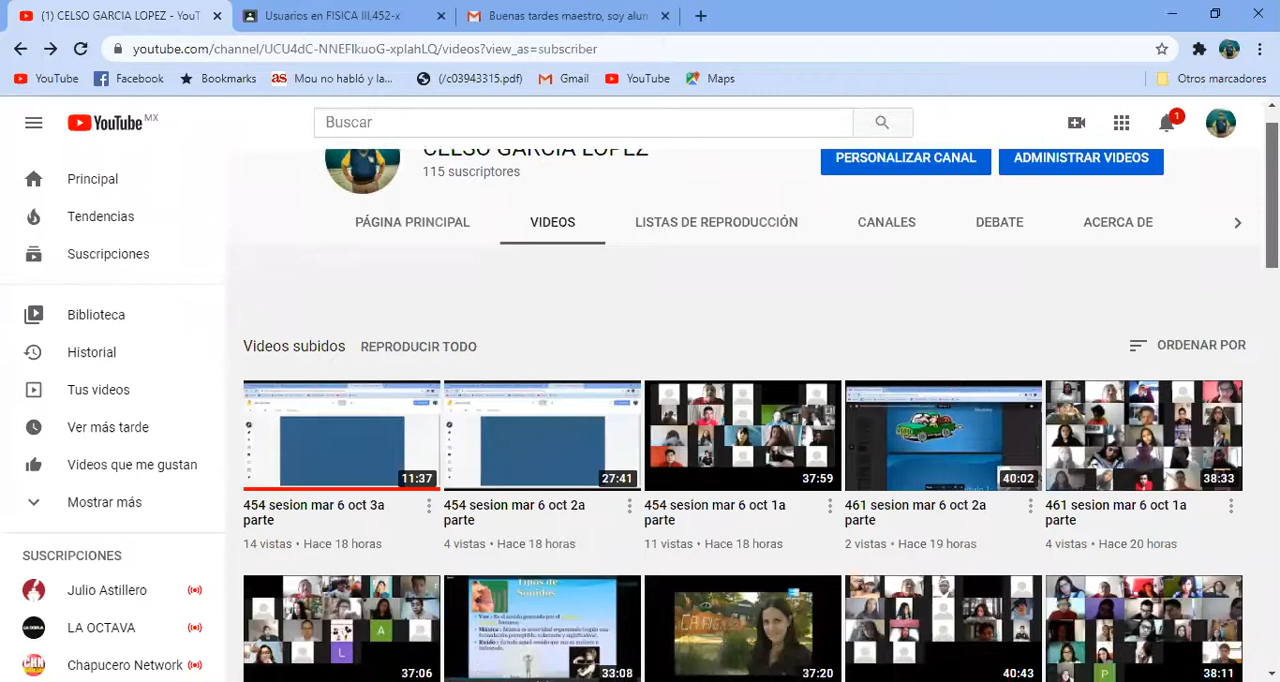 (1) CELSO GARCIA LOPEZ - YouT
Usuarios en FISICA III,452-x
Buenas tardes maestro, soy alum
youtube.com/channel/UCU4dC-NNEFIkuoG-xpIahLQ/videos?view_as=subscriber
YouTube
Facebook
Bookmarks
as
Mou no habló y la...
(/c03943315.pdf)
Gmail
YouTube
Maps
Otros marcadores
YouTube MX
Buscar
1
CELSO GARCIA LOPEZ
115 suscriptores
PERSONALIZAR CANAL
ADMINISTRAR VIDEOS
PÁGINA PRINCIPAL
VIDEOS
LISTAS DE REPRODUCCIÓN
CANALES
DEBATE
ACERCA DE
Principal
Tendencias
Suscripciones
Biblioteca
Historial
Tus videos
Ver más tarde
Videos que me gustan
Mostrar más
SUSCRIPCIONES
Julio Astillero
LA OCTAVA
Chapucero Network
Videos subidos
REPRODUCIR TODO
ORDENAR POR
11:37
454 sesion mar 6 oct 3a
parte
14 vistas • Hace 18 horas
27:41
454 sesion mar 6 oct 2a
parte
4 vistas • Hace 18 horas
37:59
454 sesion mar 6 oct 1a
parte
11 vistas • Hace 18 horas
40:02
461 sesion mar 6 oct 2a
parte
2 vistas • Hace 19 horas
38:33
461 sesion mar 6 oct 1a
parte
4 vistas • Hace 20 horas
A
L
37:06
Tipos de
Sonidos
33:08
37:20
40:43
P
38:11